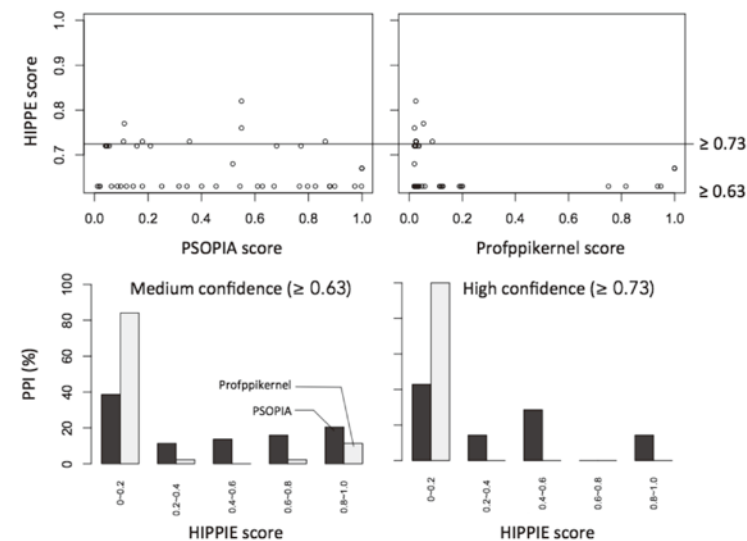 HIPPE score
1.0
0.9
0.8
0.7
≥ 0.73
≥ 0.63
0.0 0.2 0.4 0.6 0.8 1.0
0.0 0.2 0.4 0.6 0.8 1.0
PSOPIA score
Profppikernel score
PPI (%)
100
80
60
40
20
0
Medium confidence (≥ 0.63)
High confidence (≥ 0.73)
Profppikernel
PSOPIA
0–0.2 0.2–0.4 0.4–0.6 0.6–0.8 0.8–1.0
0–0.2 0.2–0.4 0.4–0.6 0.6–0.8 0.8–1.0
HIPPIE score
HIPPIE score